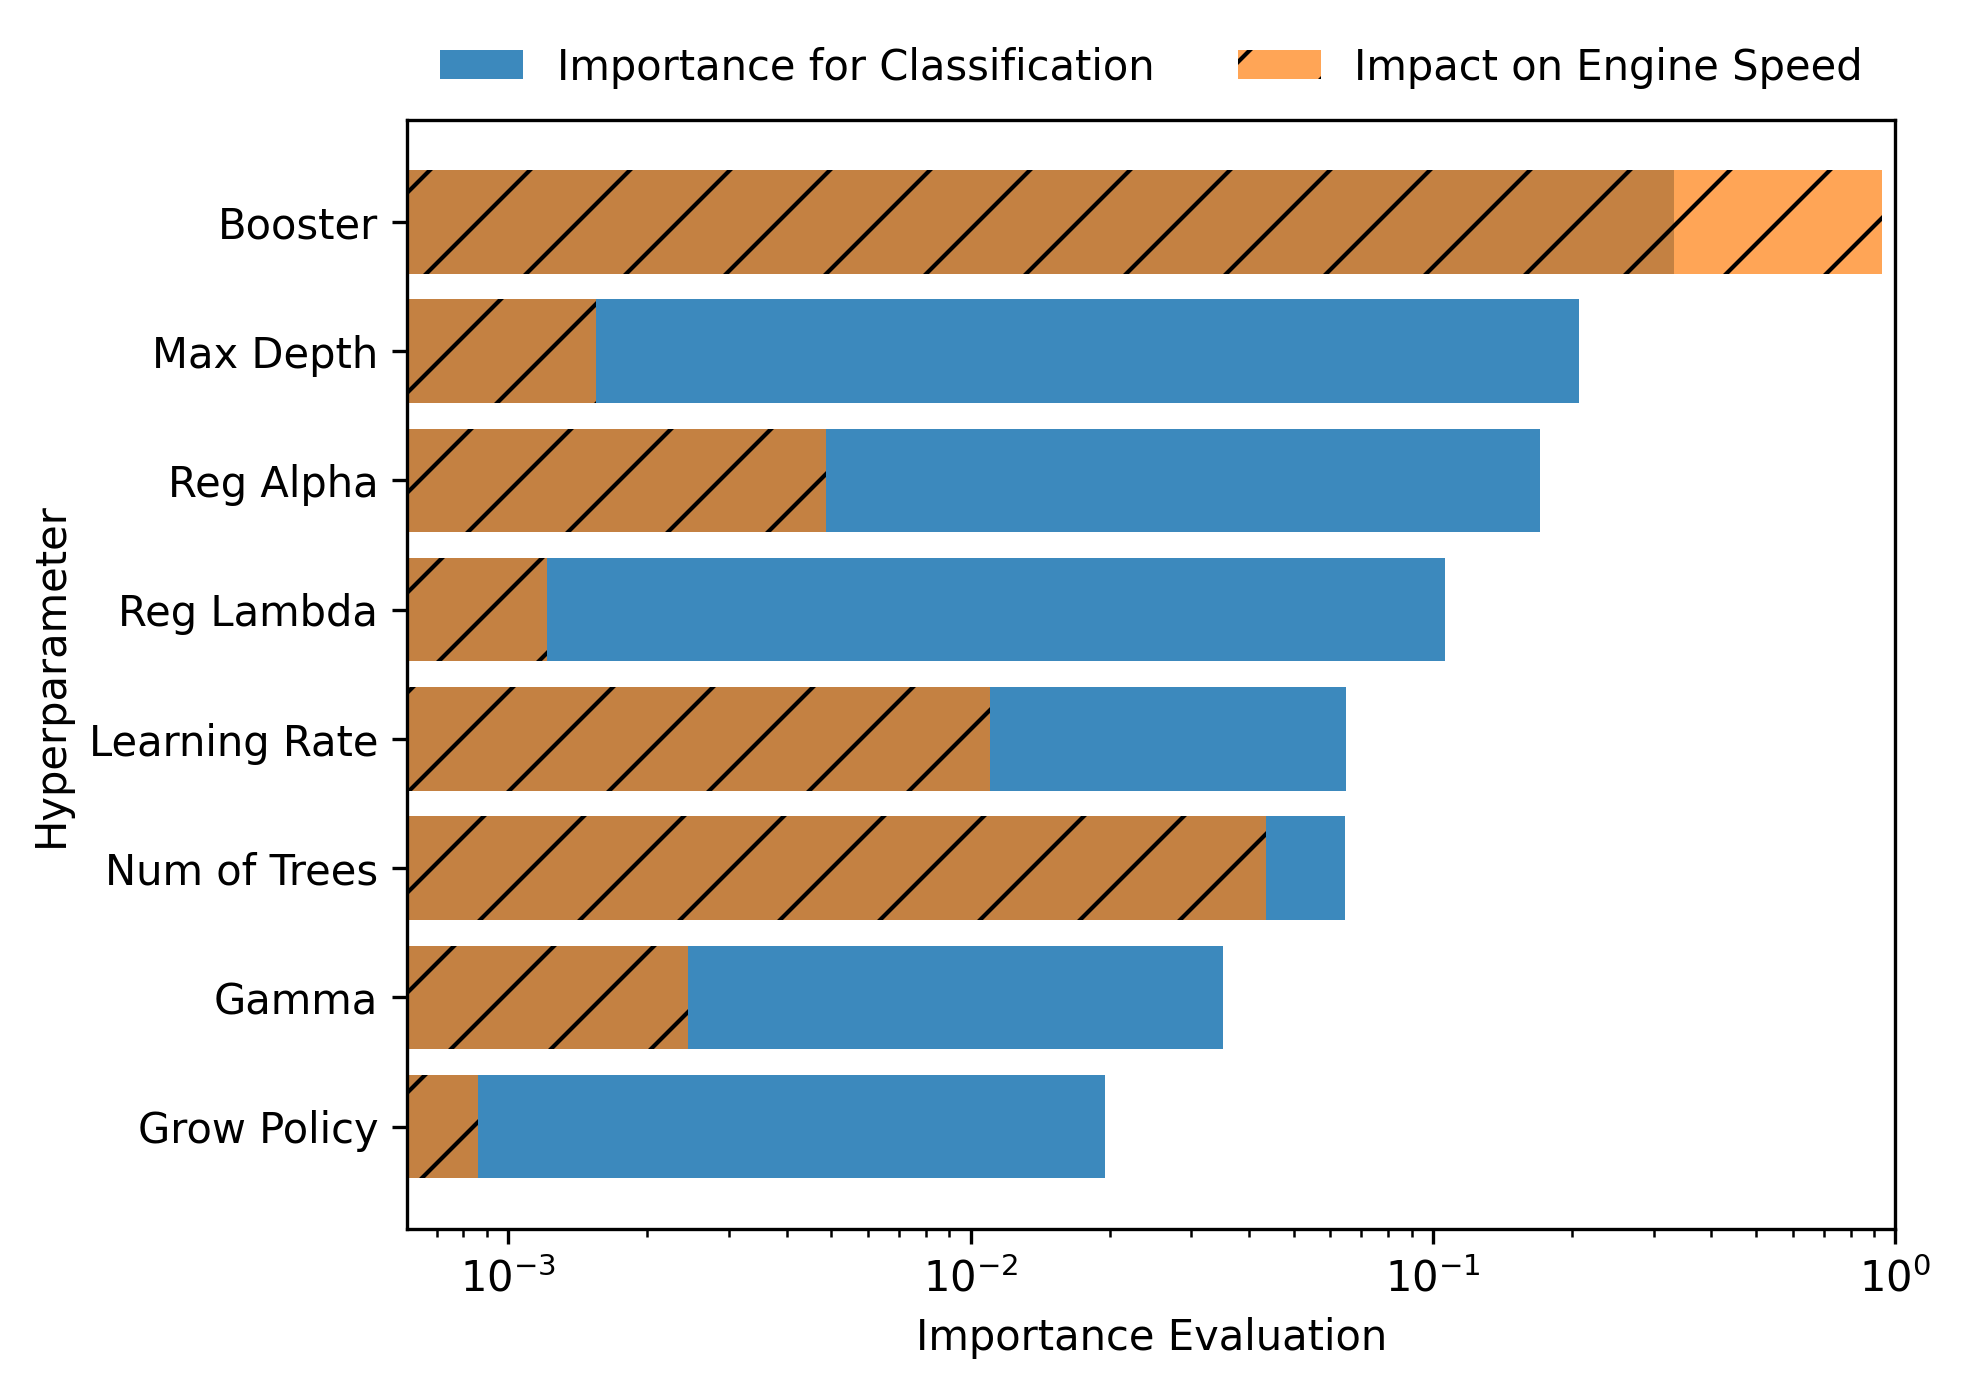 Importance for Classification
Impact on Engine Speed
Hyperparameter
Booster
Max Depth
Reg Alpha
Reg Lambda
Learning Rate
Num of Trees
Gamma
Grow Policy
10⁻³ 10⁻² 10⁻¹ 10⁰
Importance Evaluation